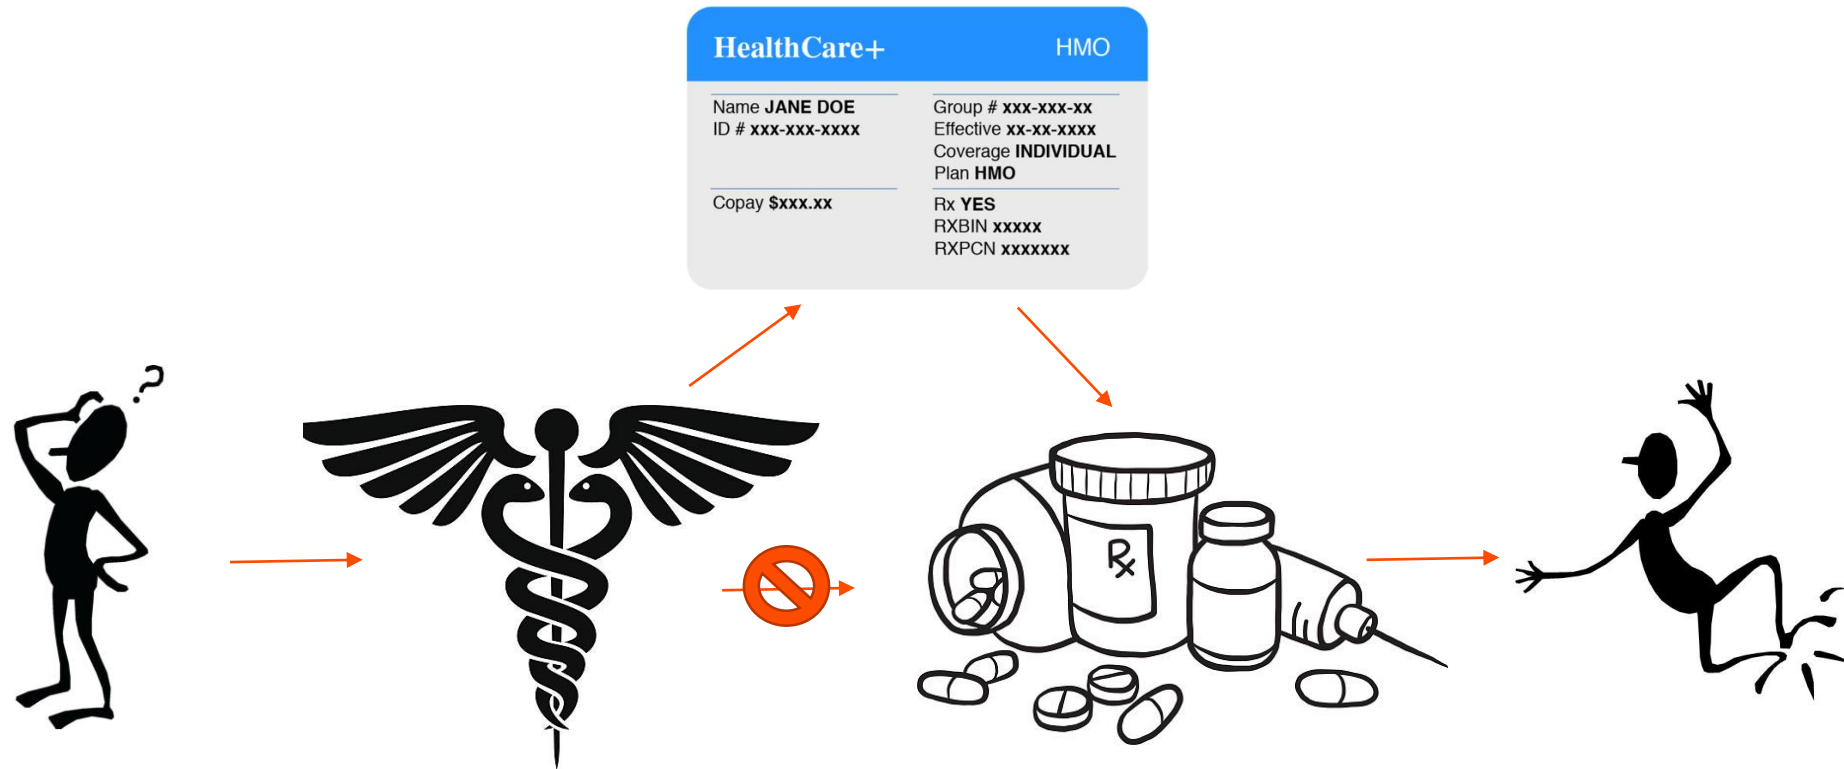 HealthCare+ HMO
Name JANE DOE
ID # xxx-xxx-xxxx
Copay $xxx.xx
Group # xxx-xxx-xx
Effective xx-xx-xxxx
Coverage INDIVIDUAL
Plan HMO
Rx YES
RXBIN xxxxx
RXPCN xxxxxxx
?
Rx